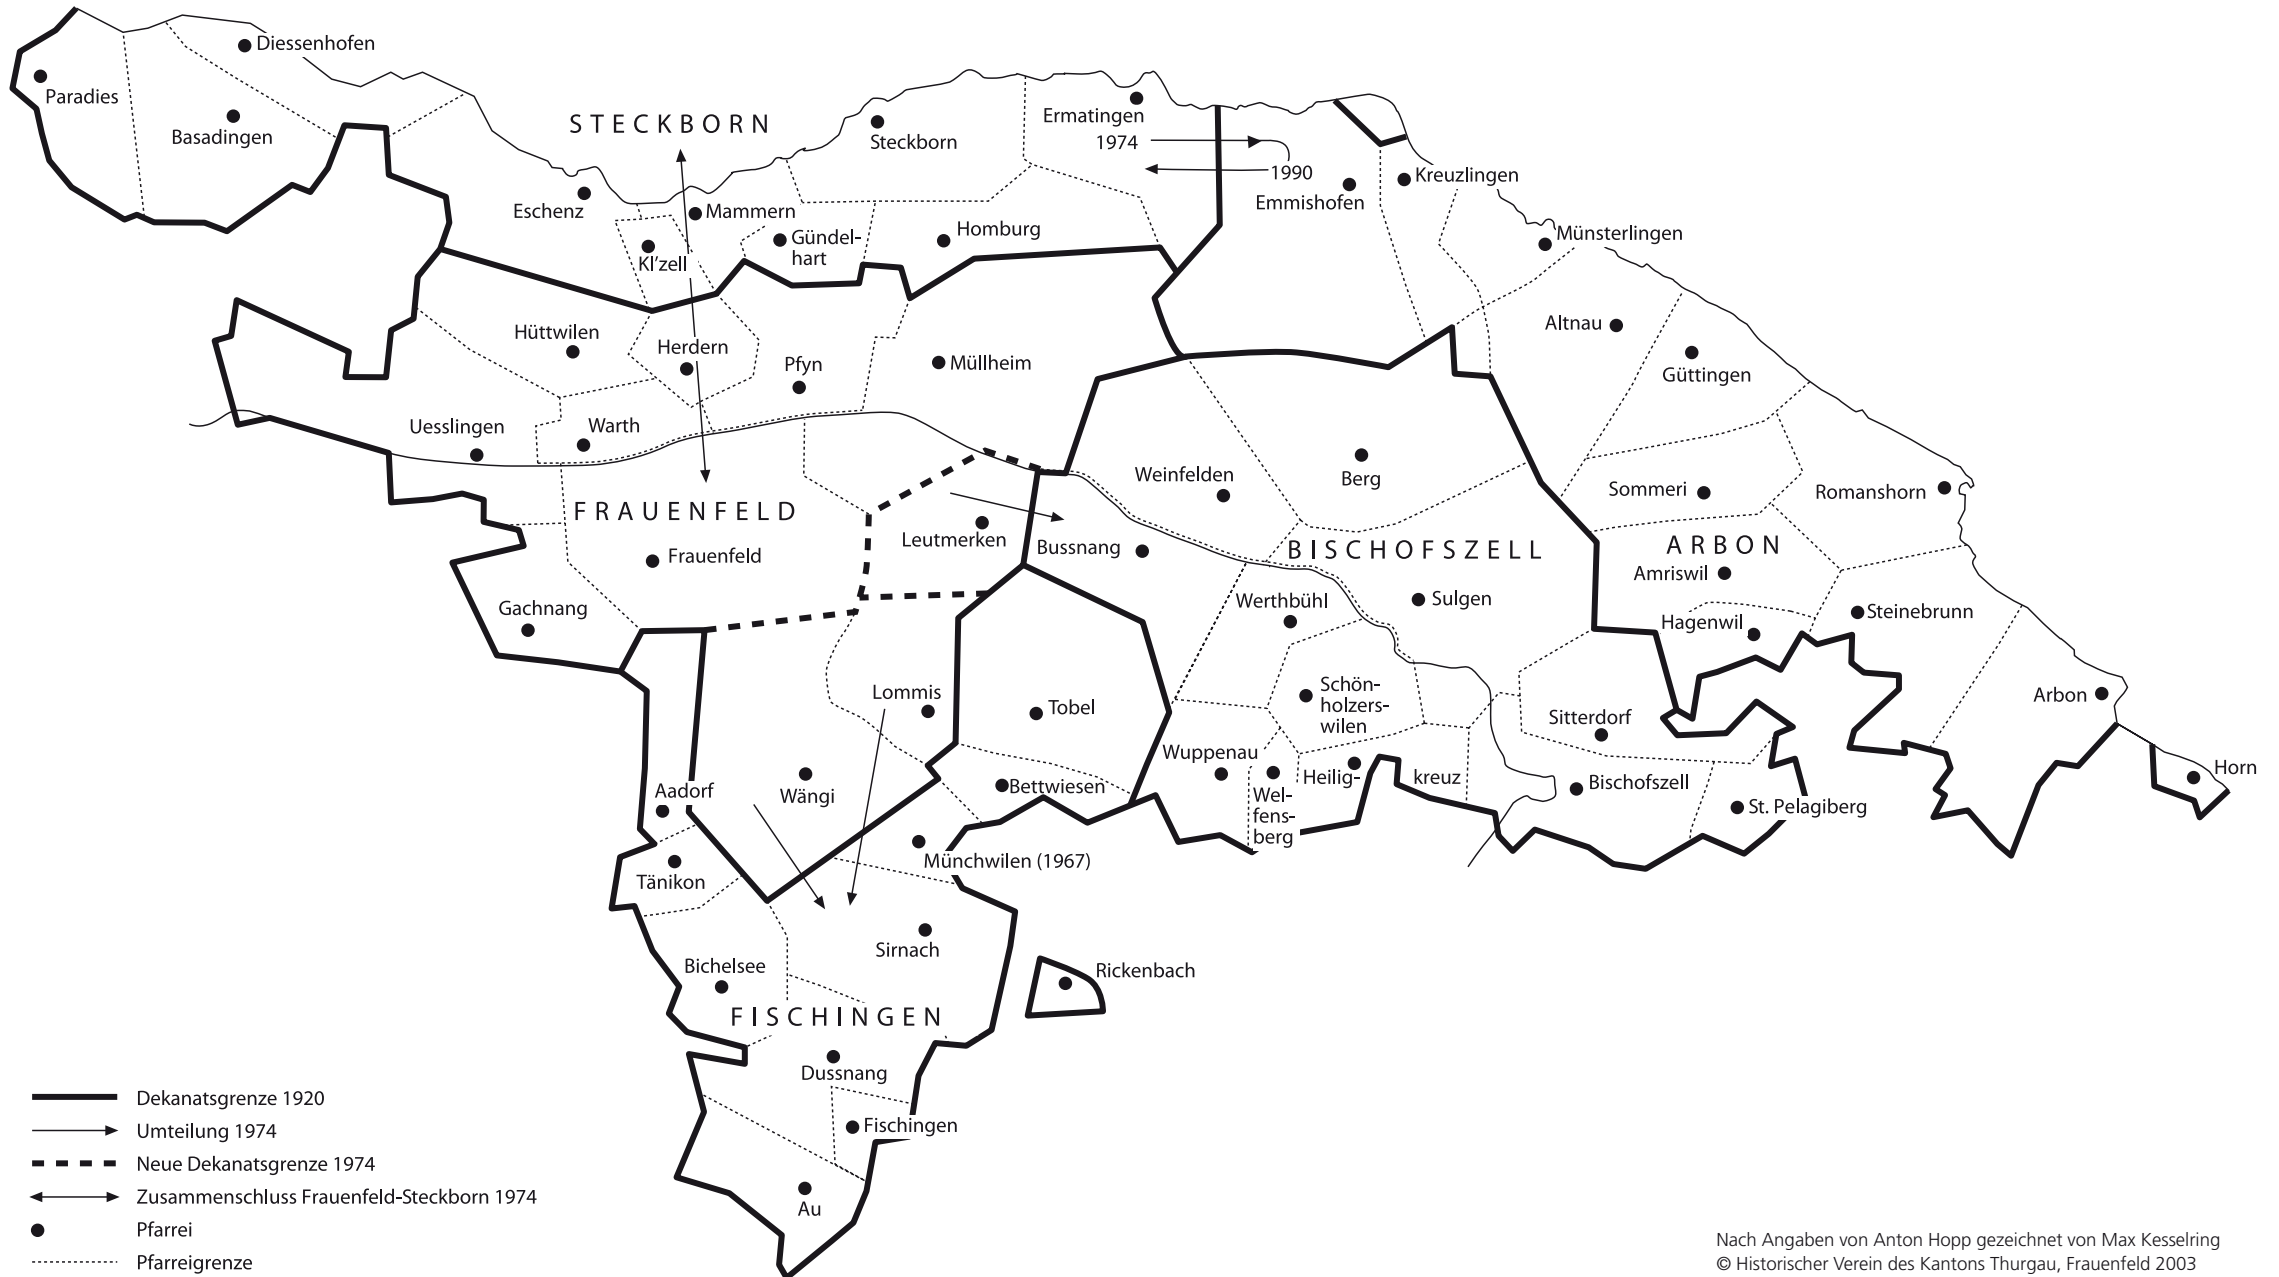 Diessenhofen
Paradies
Basadingen
STECKBORN
Steckborn
Ermatingen
1974
1990
Emmishofen
Kreuzlingen
Eschenz
Mammern
Kl'zell
Gündel-
hart
Homburg
Münsterlingen
Hüttwilen
Herdern
Pfyn
Müllheim
Altnau
Güttingen
Uesslingen
Warth
Weinfelden
Berg
Sommeri
Romanshorn
FRAUENFELD
Frauenfeld
Leutmerken
Bussnang
BISCHOFSZELL
ARBON
Amriswil
Gachnang
Werthbühl
Sulgen
Hagenwil
Steinebrunn
Lommis
Tobel
Schön-
holzers-
wilen
Sitterdorf
Arbon
Aadorf
Wängi
Bettwiesen
Wuppenau
Wel-
fens-
berg
Heilig-
kreuz
Bischofszell
St. Pelagiberg
Horn
Tänikon
Münchwilen (1967)
Sirnach
Bichelsee
Rickenbach
FISCHINGEN
Dussnang
Fischingen
Au
Dekanatsgrenze 1920
Umteilung 1974
Neue Dekanatsgrenze 1974
Zusammenschluss Frauenfeld-Steckborn 1974
Pfarrei
Pfarreigrenze
Nach Angaben von Anton Hopp gezeichnet von Max Kesselring
© Historischer Verein des Kantons Thurgau, Frauenfeld 2003